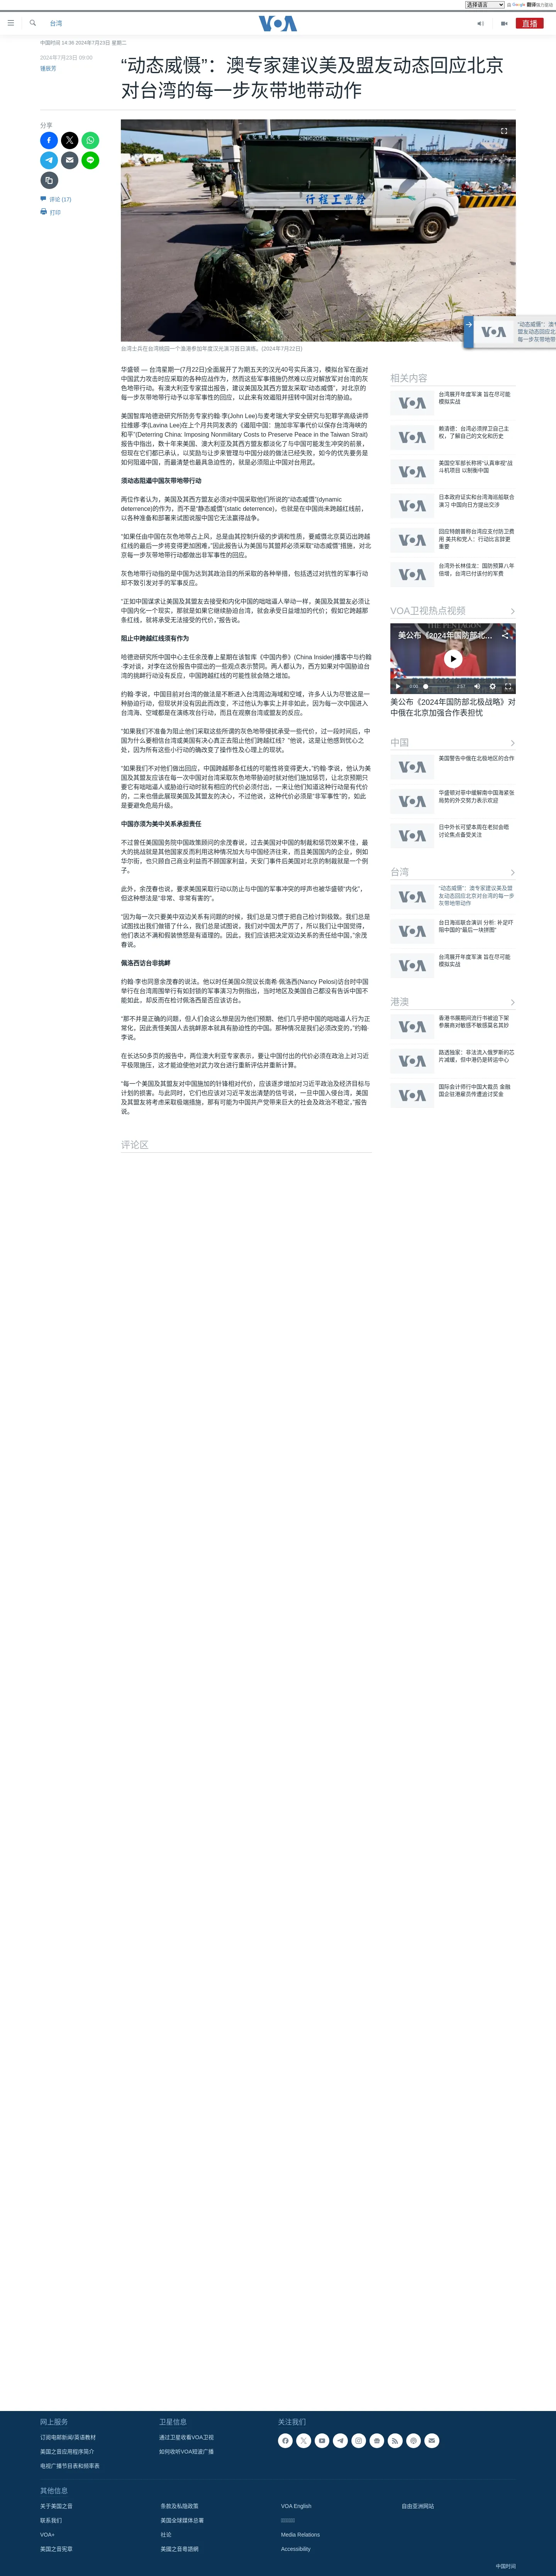 选择语言
由 Google 翻译强力驱动
台湾
VOA
直播
中国时间 14:36 2024年7月23日 星期二
2024年7月23日 09:00
锺辰芳
“动态威慑”：澳专家建议美及盟友动态回应北京
对台湾的每一步灰带地带动作
分享
评论 (17)
打印
台湾士兵在台湾桃园一个渔港参加年度汉光演习首日演练。(2024年7月22日)
华盛顿 — 台湾星期一(7月22日)全面展开了为期五天的汉光40号实兵演习，模拟台军在面对
中国武力攻击时应采取的各种应战作为，然而这些军事措施仍然难以应对解放军对台湾的灰
色地带行动。有澳大利亚专家提出报告，建议美国及其西方盟友采取“动态威慑”，对北京的
每一步灰带地带行动予以非军事性的回应，以此来有效遏阻并扭转中国对台湾的胁迫。
美国智库哈德逊研究所防务专家约翰·李(John Lee)与麦考瑞大学安全研究与犯罪学高级讲师
拉维娜·李(Lavina Lee)在上个月共同发表的《遏阻中国：施加非军事代价以保存台湾海峡的
和平”(Deterring China: Imposing Nonmilitary Costs to Preserve Peace in the Taiwan Strait)
报告中警告说，近几十年来美国、澳大利亚及其西方盟友都淡化了与中国可能发生冲突的前景，
但现在它们都已承认，以奖励与让步来管理与中国分歧的做法已经失败，因此，它们的优先要务是如
何阻遏中国，而最清楚也最具急迫性的，就是必须阻止中国对台用武。
须动态阻遏中国灰带地带行动
两位作者认为，美国及其西方盟友必须对中国采取他们所说的“动态威慑”(dynamic
deterrence)的作为，而不是“静态威慑”(static deterrence)，也就是在中国尚未跨越红线前，
以各种准备和部署来试图说服中国它无法赢得战争。
“如果任由中国在灰色地带占上风，总是由其控制升级的步调和性质，要威慑北京莫迈出跨越
红线的最后一步将变得更加困难，”因此报告认为美国与其盟邦必须采取“动态威慑”措施，对北
京的每一步灰带地带行动都做出非军事性的回应。
灰色地带行动指的是中国为达到其政治目的所采取的各种举措，包括透过对抗性的军事行动
却不致引发对手的军事反应。
“正如中国谋求让美国及其盟友去接受和内化中国的咄咄逼人举动一样，美国及其盟友必须让
中国内化一个现实，那就是如果它继续胁迫台湾，就会承受日益增加的代价；假如它跨越那
条红线，就将无力承受这些代价，”报告说。
阻止中跨越红线须有作为
哈德逊研究所中国中心主任余茂春上星期在该智库《中国内参》(China Insider)播客中与约翰
·李对谈，对李在这份报告中提出的一些观点表示赞同。两人都认为，西方如果对中国胁迫台
湾的挑衅行动没有反应，中国再跨红线的可能性就会随之增加。
约翰·李说，中国目前对台湾的做法是不断进入台湾周边海域和空域，许多人认为尽管这是一
种胁迫行动，但现状并没有因此而改变，不过他认为，中国其实是在改变现状，特别是中国
在台湾海、空域都是在演练攻台行动，而且在观察台湾或盟友的反应。
“如果我们不准备为阻止他们采取这些所谓的灰色地带侵扰承受一些代价，过一段时间后，中
国为什么要相信台湾或美国有决心阻止他们真正跨越红线呢？”他说，这是让他感到忧心之
处，因为所有这些小行动的确改变了操作性和心理性的现状。
“如果我们不对他们做出回应，中国跨越那条红线的可能性将变得更大，”约翰·李说，他认为美
国及其盟友应该在每一次中国对台湾采取灰色地带胁迫时就对他们施加惩罚，让北京预期只
要它有咄咄逼人或胁迫行动时就有代价要付，一来让他们知道这种行动是有代价
的，二来也借此展现美国及其盟友的决心，不过他说，这种代价必须是“非军事性”的，如此
是要避免危局升级。
中国亦须为美中关系承担责任
不过曾任美国国务院中国政策顾问的余茂春说，过去美国对中国的制裁和惩罚效果不佳，最
大的挑战就是其他国家反而利用这种情况加大与中国经济往来，而且美国国内的企业，例如
华尔街，也只顾自己商业利益而不顾国家利益，天安门事件后美国对北京的制裁就是一个例
子。
此外，余茂春也说，要求美国采取行动以防止与中国的军事冲突的呼声也被华盛顿“内化”，
但这种想法是“非常、非常有害的”。
“因为每一次只要美中双边关系有问题的时候，我们总是习惯于把自己检讨到极致。我们总是
试图找出我们做错了什么，我们总是试图说，我们对中国太严厉了，所以我们让中国觉得，
他们表达不满和假装愤怒是有道理的。因此，我们应该把决定双边关系的责任给中国，”余茂
春说。
佩洛西访台非挑衅
约翰·李也同意余茂春的说法。他以时任美国众院议长南希·佩洛西(Nancy Pelosi)访台时中国
举行在台湾周围举行有如封锁的军事演习为例指出，当时地区及美国自己都没有告诉中国不
能如此，却反而在检讨佩洛西是否应该访台。
“那不并是正确的问题，但人们会这么想是因为他们预期、他们几乎把中国的咄咄逼人行为正
常化，因此责怪美国人去挑衅原本就具有胁迫性的中国。那种情况是我们必须改变的，”约翰·
李说。
在长达50多页的报告中，两位澳大利亚专家表示，要让中国付出的代价必须在政治上对习近
平极限施压，这才能迫使他对武力攻台进行重新评估并重新计算。
“每一个美国及其盟友对中国施加的针锋相对代价，应该逐步增加对习近平政治及经济目标与
计划的损害。与此同时，它们也应该对习近平发出清楚的信号说，一旦中国入侵台湾，美国
及其盟友将考虑采取极端措施，那有可能为中国共产党带来巨大的社会及政治不稳定，”报告
说。
评论区
相关内容
台湾展开年度军演 旨在尽可能
模拟实战
赖清德：台湾必须捍卫自己主
权，了解自己的文化和历史
美国空军部长称将“认真审视”战
斗机项目 以制衡中国
日本政府证实和台湾海巡船联合
演习 中国向日方提出交涉
回应特朗普称台湾应支付防卫费
用 美共和党人：行动比言辞更
重要
台湾外长林佳龙：国防预算八年
倍增，台湾已付该付的军费
VOA卫视热点视频
美公布《2024年国防部北...
0:00
2:57
美公布《2024年国防部北极战略》对
中俄在北京加强合作表担忧
中国
美国警告中俄在北极地区的合作
华盛顿对菲中缓解南中国海紧张
局势的外交努力表示欢迎
日中外长可望本周在老挝会晤
讨论焦点备受关注
台湾
“动态威慑”：澳专家建议美及盟
友动态回应北京对台湾的每一步
灰带地带动作
台日海巡联合演训 分析: 补足吓
阻中国的“最后一块拼图”
台湾展开年度军演 旨在尽可能
模拟实战
港澳
香港书展期间流行书被迫下架
参展商对敏感不敏感莫名其妙
路透独家：非法流入俄罗斯的芯
片减缓，但中港仍是转运中心
国际会计师行中国大裁员 金融
国企驻港雇员传遭追讨奖金
网上服务
订阅电邮新闻/英语教材
美国之音应用程序简介
电视广播节目表和频率表
卫星信息
通过卫星收看VOA卫视
如何收听VOA短波广播
关注我们
其他信息
关于美国之音
联系我们
VOA+
美国之音宪章
条款及私隐政策
美国全球媒体总署
社论
美國之音粵語網
VOA English
Media Relations
Accessibility
自由亚洲网站
中国时间